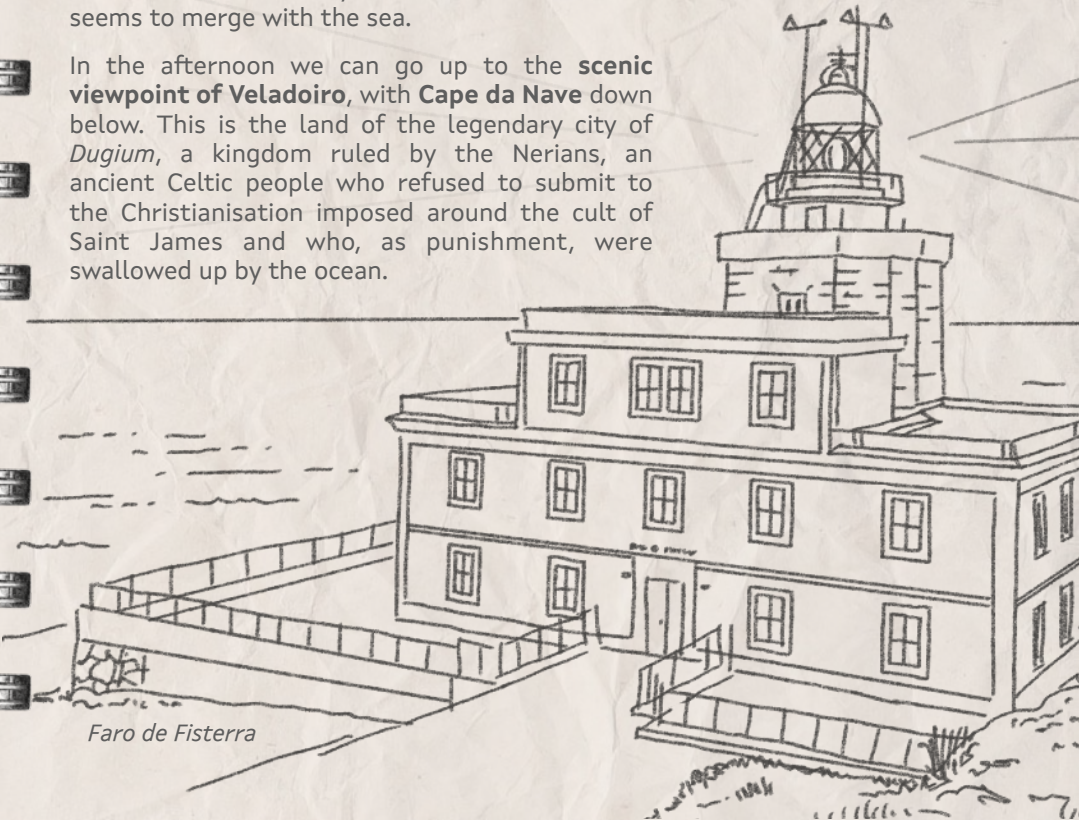 seems to merge with the sea.
In the afternoon we can go up to the scenic
viewpoint of Veladoiro, with Cape da Nave down
below. This is the land of the legendary city of
Dugium, a kingdom ruled by the Nerians, an
ancient Celtic people who refused to submit to
the Christianisation imposed around the cult of
Saint James and who, as punishment, were
swallowed up by the ocean.
Faro de Fisterra